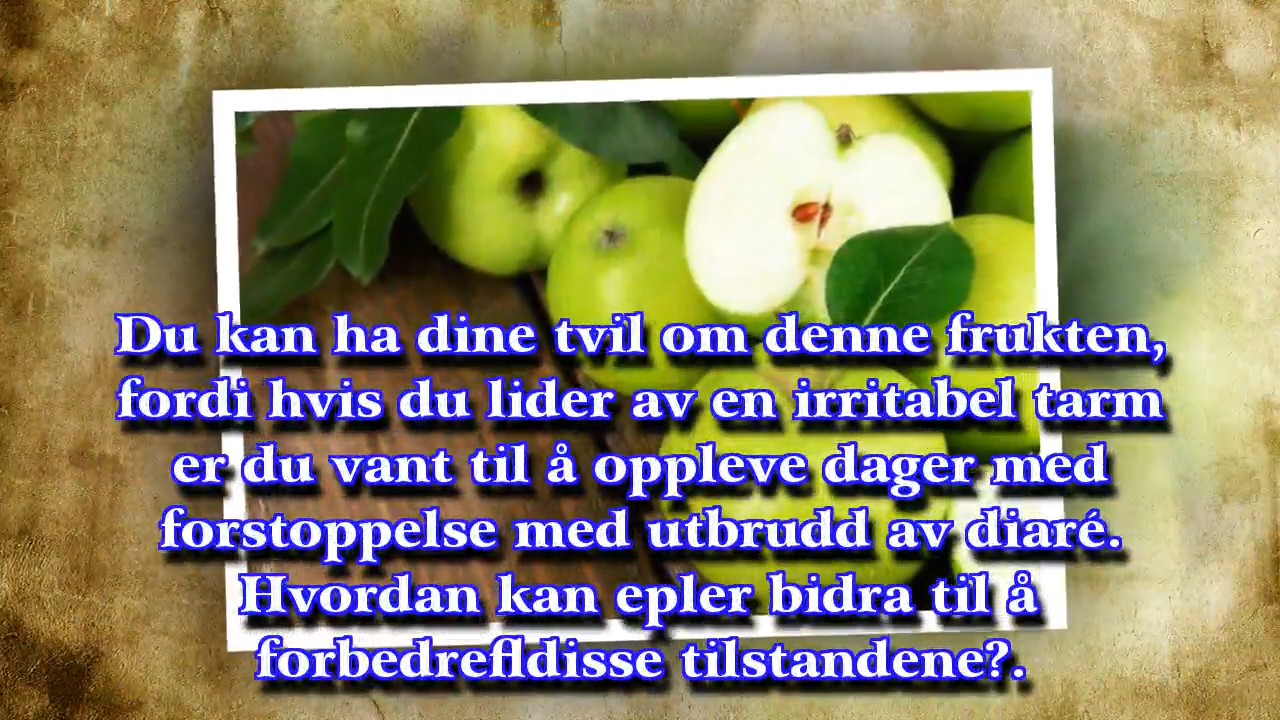 Du kan ha dine tvil om denne frukten,
fordi hvis du lider av en irritabel tarm
er du vant til å oppleve dager med
forstoppelse med utbrudd av diaré.
Hvordan kan epler bidra til å
forbedrefldisse tilstandene?.